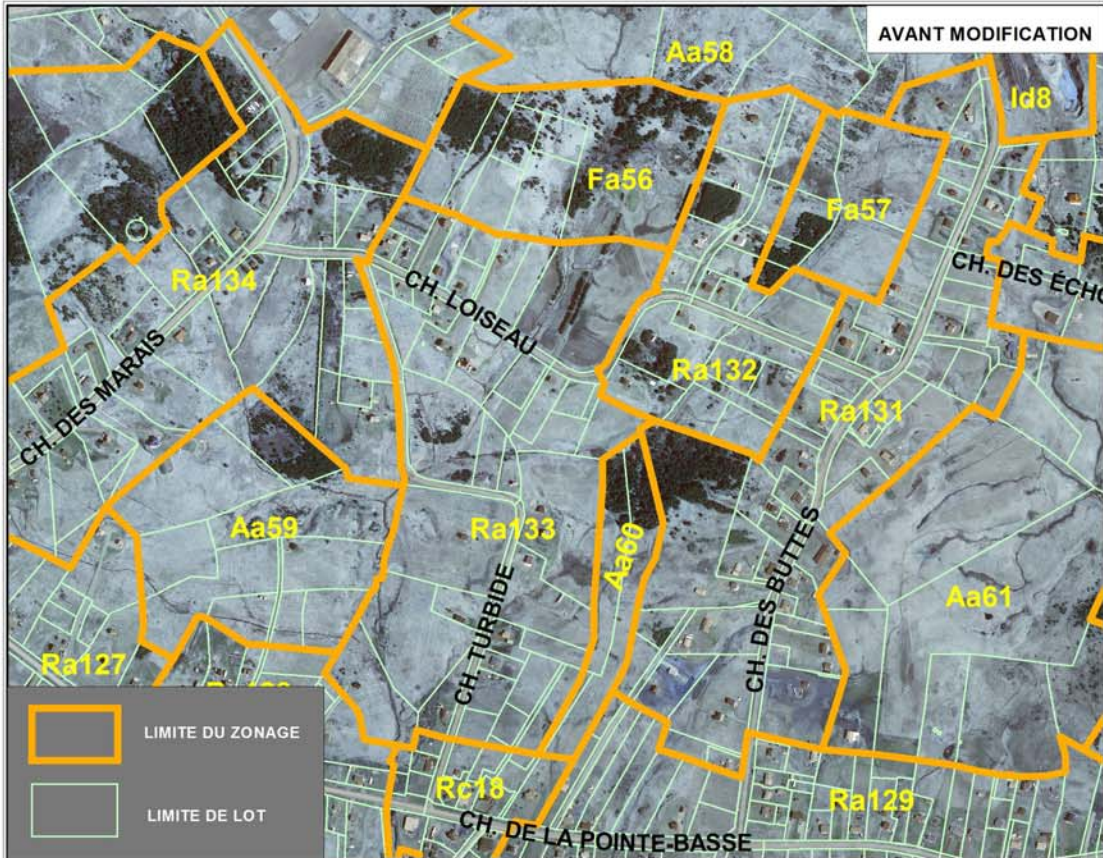 AVANT MODIFICATION
Aa58
Id8
Fa56
Fa57
CH. DES ÉCHO
Ra134
CH. LOISEAU
CH. DES MARAIS
Ra132
Ra131
Aa59
Ra133
Aa60
CH. TURBIDE
CH. DES BUTTES
Aa61
Ra127
LIMITE DU ZONAGE
LIMITE DE LOT
Rc18
Ra129
CH. DE LA POINTE-BASSE